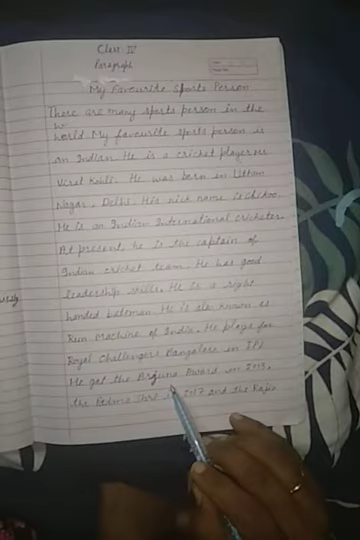 Class IV
Paragraph
My Favourite Sports Person
There are many sports person in the
world My favourite sports person is
an Indian. He is a cricket player
Virat Kohli. He was born in Uttam
Nagar, Delhi. His nick name is chikoo.
He is an Indian International cricketer.
At present, he is the captain of
Indian cricket team. He has good
leadership skills. He is a right
handed batsman. He is also known as
Run Machine of India. He plays for
Royal Challengers Bangalore in IPL
He got the Arjuna Award in 2013,
the Padma Shri in 2017 and the Rajiv